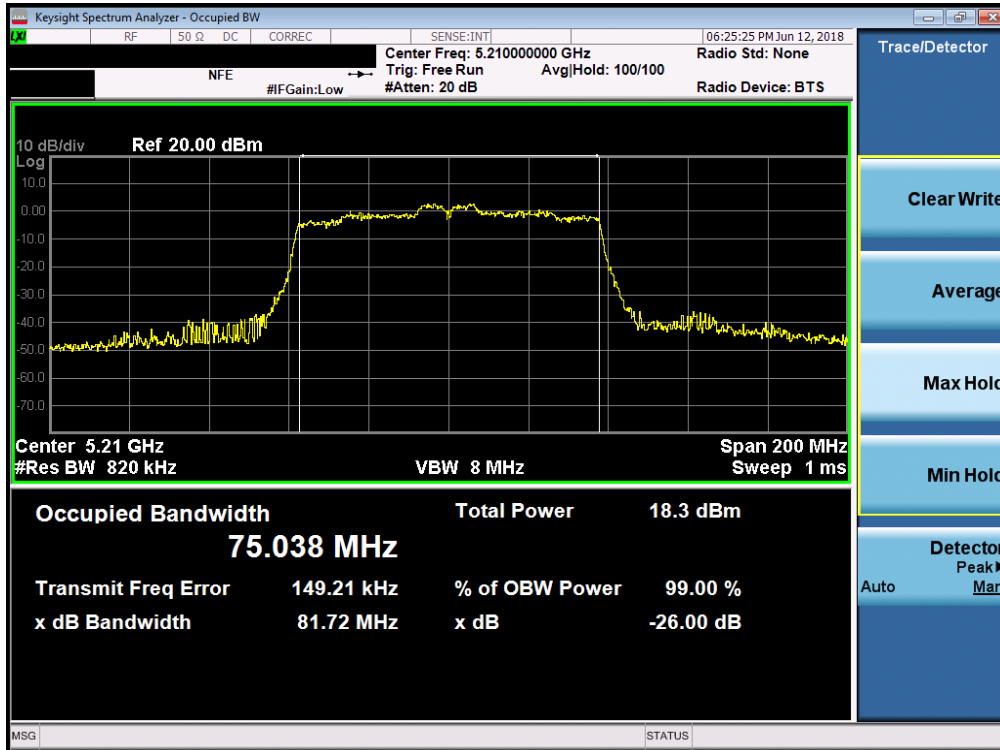 Keysight Spectrum Analyzer - Occupied BW
LXI RF 50 Ω DC CORREC SENSE:INT 06:25:25 PM Jun 12, 2018
Center Freq: 5.210000000 GHz Radio Std: None
NFE Trig: Free Run Avg|Hold: 100/100
#IFGain:Low #Atten: 20 dB Radio Device: BTS
10 dB/div Ref 20.00 dBm
Log
10.0
0.00
-10.0
-20.0
-30.0
-40.0
-50.0
-60.0
-70.0
Center 5.21 GHz Span 200 MHz
#Res BW 820 kHz VBW 8 MHz Sweep 1 ms
Occupied Bandwidth Total Power 18.3 dBm
75.038 MHz
Transmit Freq Error 149.21 kHz % of OBW Power 99.00 %
x dB Bandwidth 81.72 MHz x dB -26.00 dB
MSG STATUS
Trace/Detector
Clear Write
Average
Max Hold
Min Hold
Detector
Peak
Auto Man